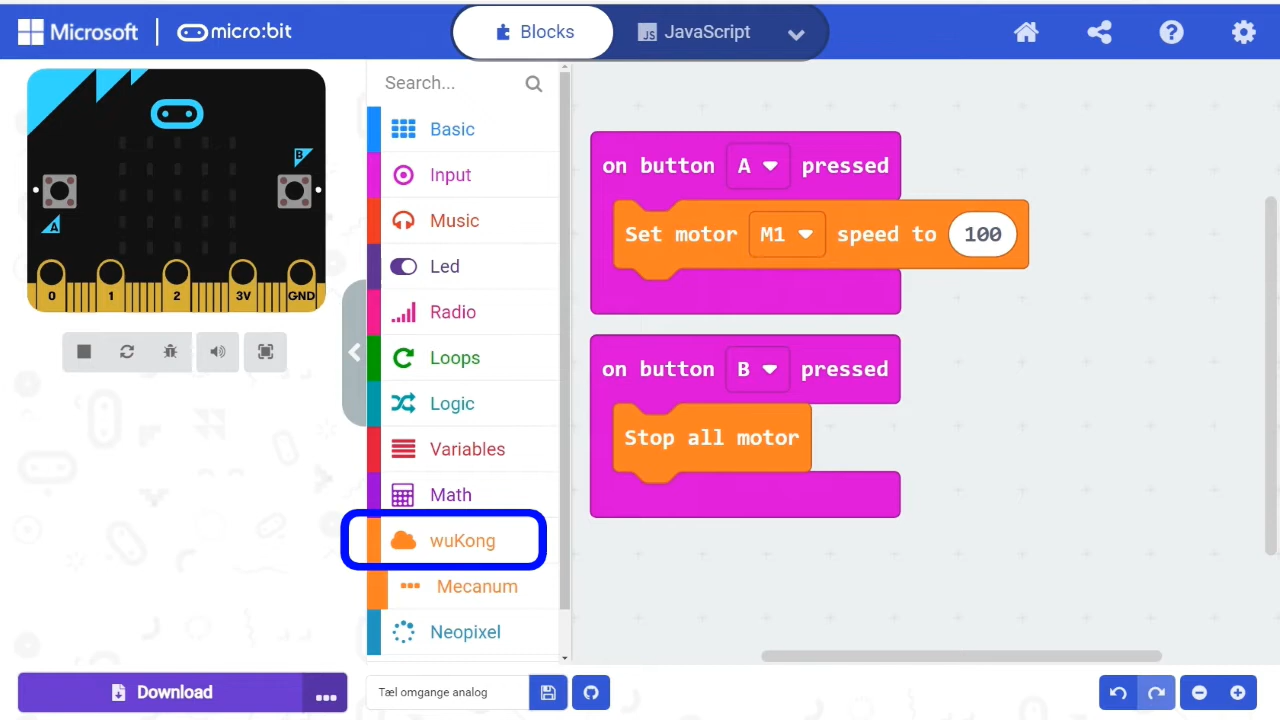 Microsoft
micro:bit
Blocks
JS JavaScript
B
A
0 1 2 3V GND
Search...
Basic
Input
Music
Led
Radio
Loops
Logic
Variables
Math
wuKong
Mecanum
Neopixel
on button A pressed
Set motor M1 speed to 100
on button B pressed
Stop all motor
Download
...
Tæl omgange analog